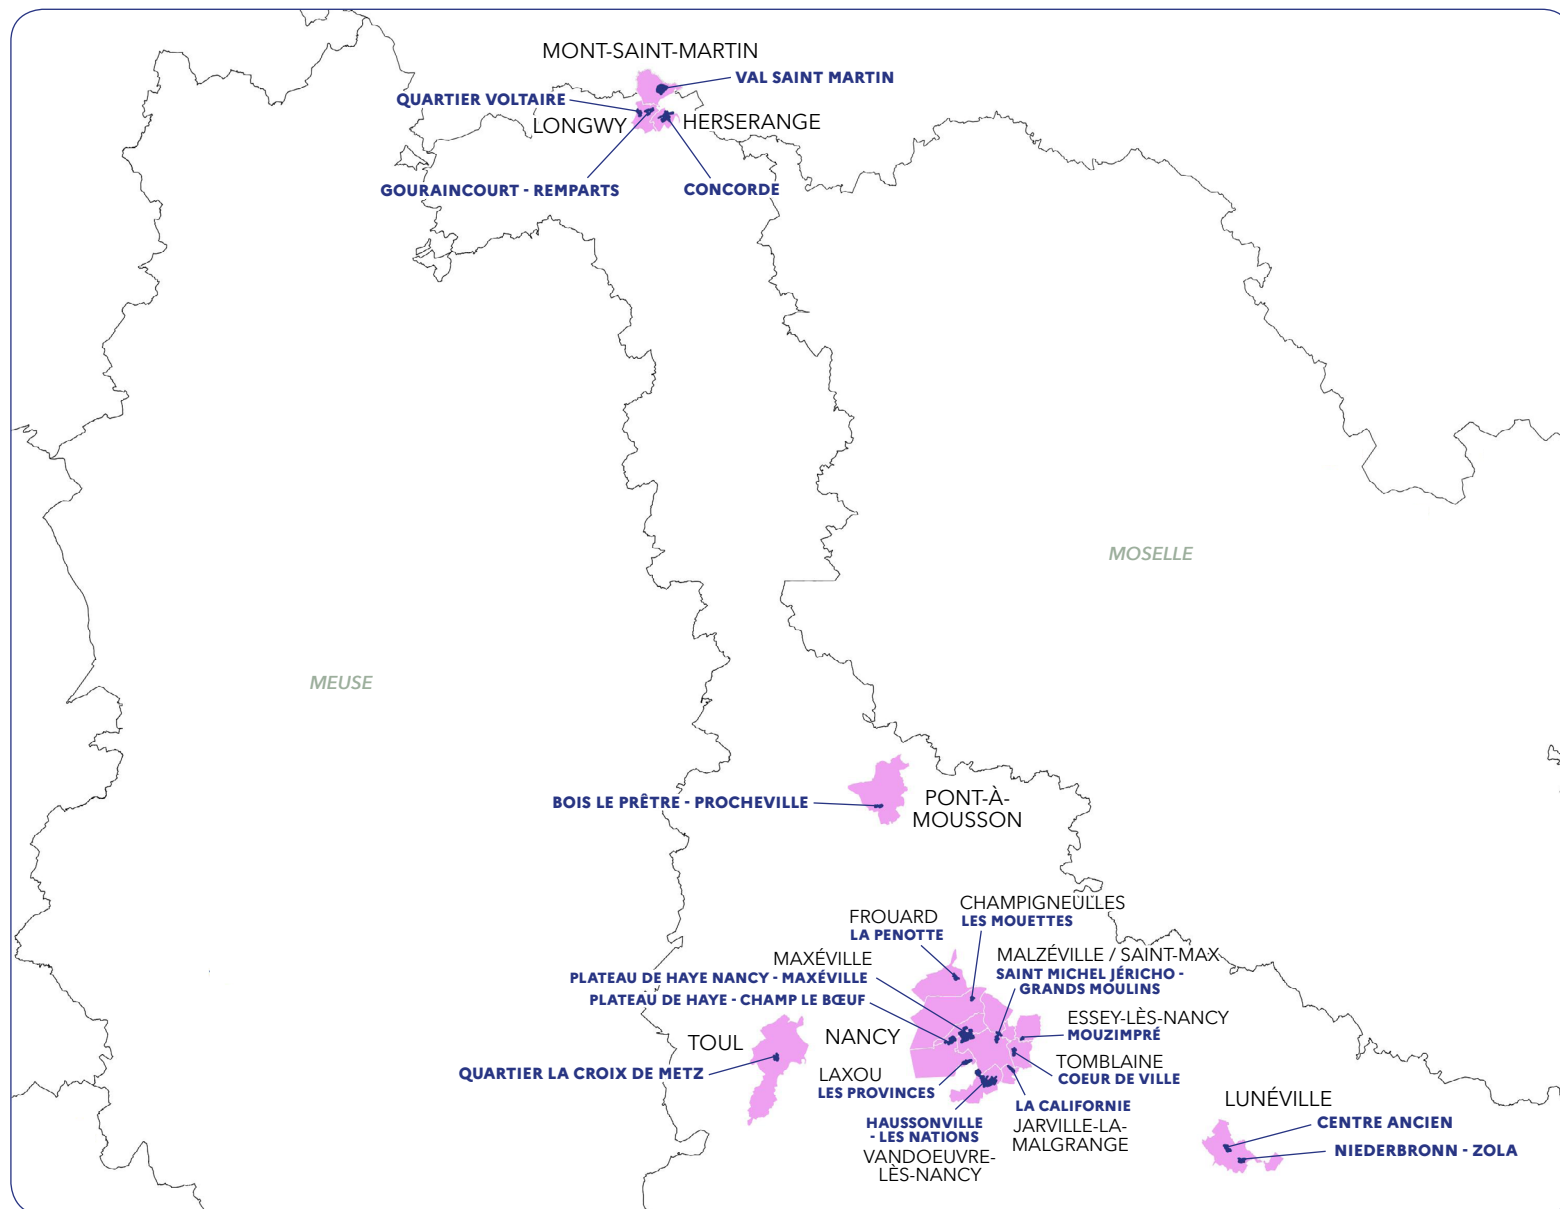 MONT-SAINT-MARTIN
VAL SAINT MARTIN
QUARTIER VOLTAIRE
LONGWY
HERSERANGE
GOURAINCOURT - REMPARTS
CONCORDE
MOSELLE
MEUSE
BOIS LE PRÊTRE - PROCHEVILLE
PONT-À-
MOUSSON
CHAMPIGNEULLES
LES MOUETTES
FROUARD
LA PENOTTE
MAXÉVILLE
PLATEAU DE HAYE NANCY - MAXÉVILLE
PLATEAU DE HAYE - CHAMP LE BŒUF
MALZÉVILLE / SAINT-MAX
SAINT MICHEL JÉRICHO -
GRANDS MOULINS
ESSEY-LÈS-NANCY
MOUZIMPRÉ
TOUL
NANCY
QUARTIER LA CROIX DE METZ
LAXOU
LES PROVINCES
TOMBLAINE
COEUR DE VILLE
HAUSSONVILLE
- LES NATIONS
VANDOEUVRE-
LÈS-NANCY
LA CALIFORNIE
JARVILLE-LA-
MALGRANGE
LUNÉVILLE
CENTRE ANCIEN
NIEDERBRONN - ZOLA